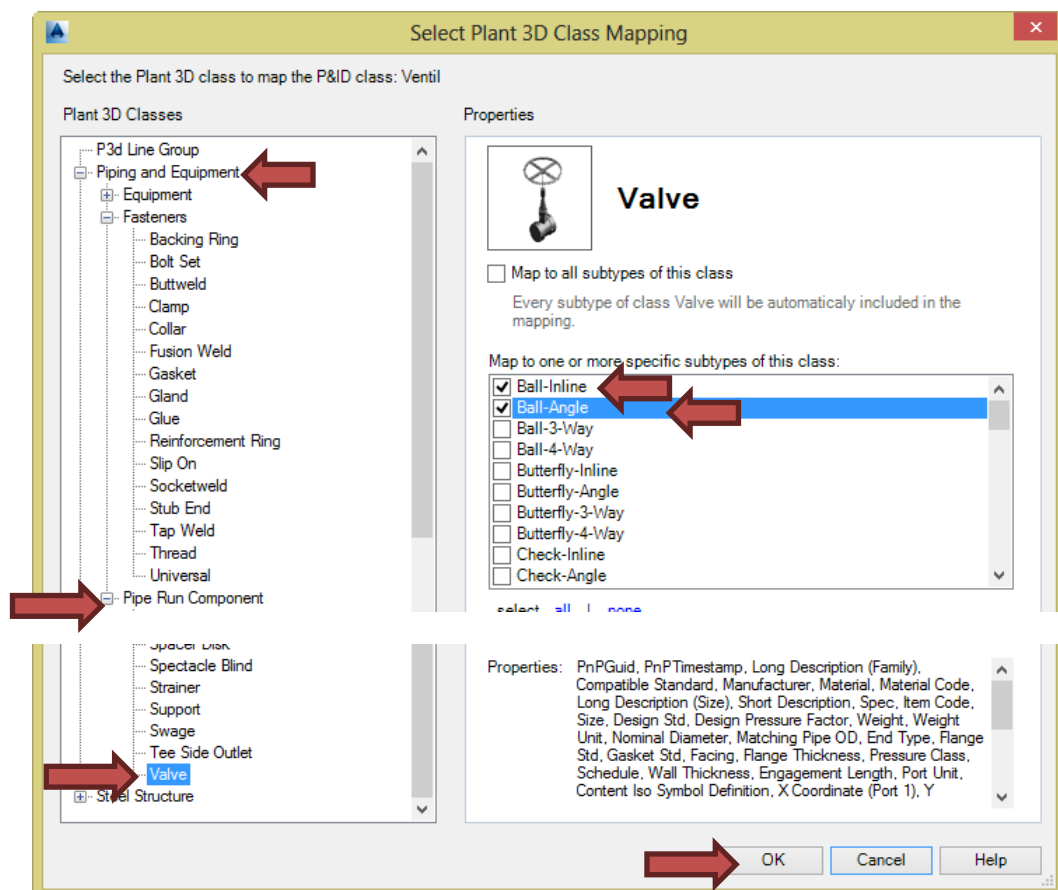 Select Plant 3D Class Mapping
Select the Plant 3D class to map the P&ID class: Ventil
Plant 3D Classes
P3d Line Group
Piping and Equipment
Equipment
Fasteners
Backing Ring
Bolt Set
Buttweld
Clamp
Collar
Fusion Weld
Gasket
Gland
Glue
Reinforcement Ring
Slip On
Socketweld
Stub End
Tap Weld
Thread
Universal
Pipe Run Component
Spacer Disk
Spectacle Blind
Strainer
Support
Swage
Tee Side Outlet
Valve
Steel Structure
Properties
Valve
Map to all subtypes of this class
Every subtype of class Valve will be automaticaly included in the
mapping.
Map to one or more specific subtypes of this class:
Ball-Inline
Ball-Angle
Ball-3-Way
Ball-4-Way
Butterfly-Inline
Butterfly-Angle
Butterfly-3-Way
Butterfly-4-Way
Check-Inline
Check-Angle
select all | none
Properties: PnPGuid, PnPTimestamp, Long Description (Family),
Compatible Standard, Manufacturer, Material, Material Code,
Long Description (Size), Short Description, Spec, Item Code,
Size, Design Std, Design Pressure Factor, Weight, Weight
Unit, Nominal Diameter, Matching Pipe OD, End Type, Flange
Std, Gasket Std, Facing, Flange Thickness, Pressure Class,
Schedule, Wall Thickness, Engagement Length, Port Unit,
Content Iso Symbol Definition, X Coordinate (Port 1), Y
OK Cancel Help